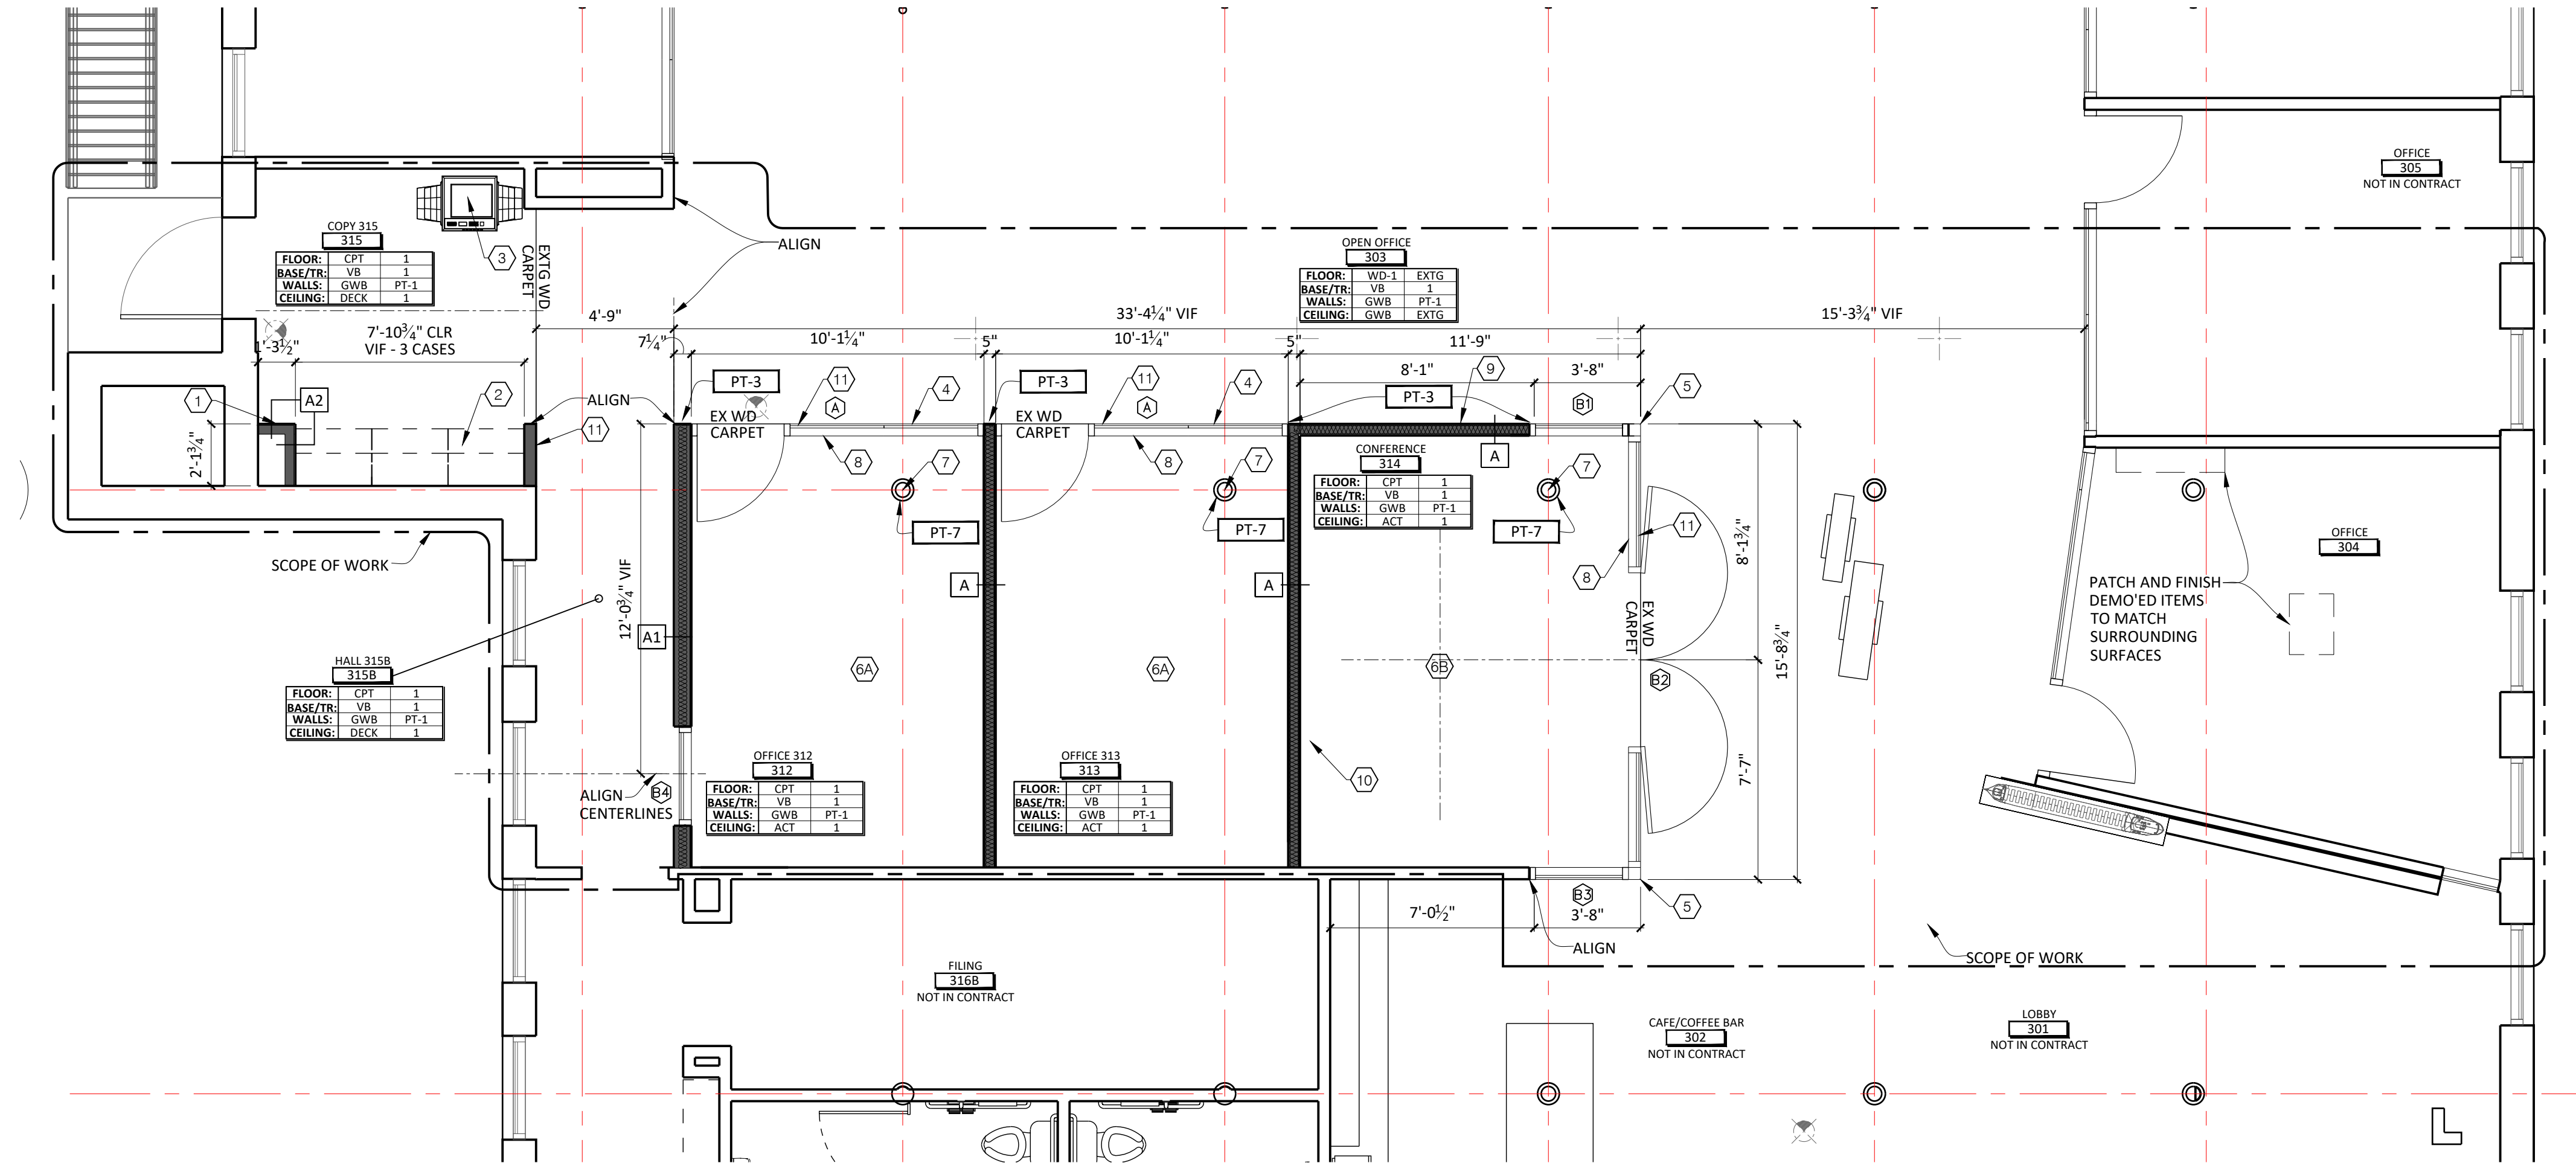 OFFICE
305
NOT IN CONTRACT
COPY 315
315
FLOOR: CPT 1
BASE/TR: VB 1
WALLS: GWB PT-1
CEILING: DECK 1
3
EXTG WD
CARPET
ALIGN
OPEN OFFICE
303
FLOOR: WD-1 EXTG
BASE/TR: VB 1
WALLS: GWB PT-1
CEILING: GWB EXTG
4'-9"
33'-4¼" VIF
15'-3¾" VIF
1'-3½"
7'-10¾" CLR
VIF - 3 CASES
7¼"
10'-1¼"
5"
10'-1¼"
5"
11'-9"
8'-1"
3'-8"
1
A2
2
ALIGN
11
2'-1¾"
PT-3
11
A
4
EX WD
CARPET
8
7
PT-7
PT-3
11
A
4
EX WD
CARPET
8
7
PT-7
PT-3
9
B1
5
A
CONFERENCE
314
FLOOR: CPT 1
BASE/TR: VB 1
WALLS: GWB PT-1
CEILING: ACT 1
7
PT-7
11
8
8'-1¾"
15'-8¾"
7'-7"
EX WD
CARPET
B2
OFFICE
304
PATCH AND FINISH
DEMO'ED ITEMS
TO MATCH
SURROUNDING
SURFACES
SCOPE OF WORK
12'-0¾" VIF
A1
A
A
6A
6A
6B
HALL 315B
315B
FLOOR: CPT 1
BASE/TR: VB 1
WALLS: GWB PT-1
CEILING: DECK 1
ALIGN
CENTERLINES
B4
OFFICE 312
312
FLOOR: CPT 1
BASE/TR: VB 1
WALLS: GWB PT-1
CEILING: ACT 1
OFFICE 313
313
FLOOR: CPT 1
BASE/TR: VB 1
WALLS: GWB PT-1
CEILING: ACT 1
10
B3
5
7'-0½"
3'-8"
ALIGN
SCOPE OF WORK
FILING
316B
NOT IN CONTRACT
CAFE/COFFEE BAR
302
NOT IN CONTRACT
LOBBY
301
NOT IN CONTRACT